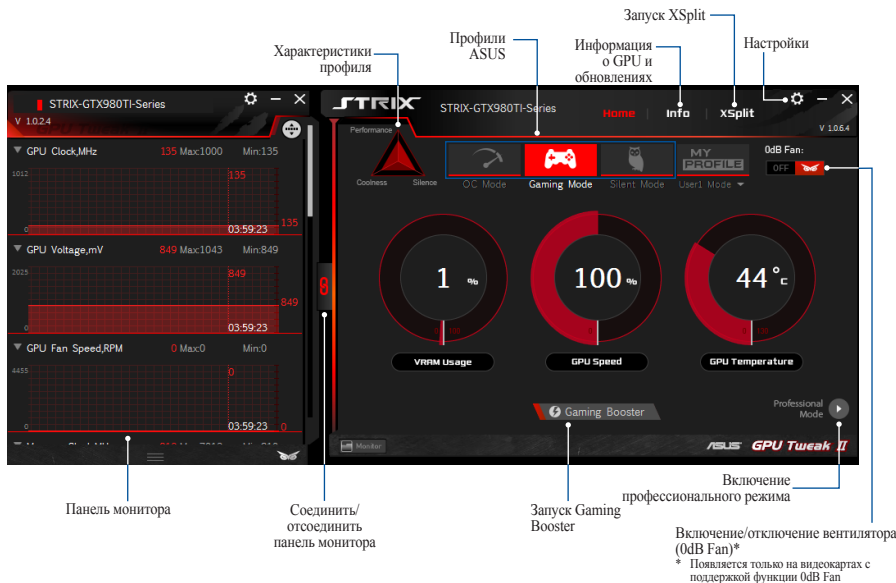 Запуск XSplit
Профили
ASUS
Информация
о GPU и
обновлениях
Настройки
Характеристики
профиля
STRIX-GTX980TI-Series
V 1.0.2.4
GPU Clock,MHz 135 Max:1000 Min:135
1012
135
135
0
03:59:23
GPU Voltage,mV 849 Max:1043 Min:849
2025
849
849
0
03:59:23
GPU Fan Speed,RPM 0 Max:0 Min:0
4455
0
0
0
03:59:23
STRIX
STRIX-GTX980TI-Series
Home | Info | XSplit
V 1.0.6.4
Performance
Coolness Silence
OC Mode
Gaming Mode
Silent Mode
MY
PROFILE
User1 Mode
0dB Fan:
OFF
1 %
0 100
VRAM Usage
100 %
0 100
GPU Speed
44°c
0 100
GPU Temperature
Gaming Booster
Professional
Mode
Monitor
ASUS GPU Tweak II
Панель монитора
Соединить/
отсоединить
панель монитора
Запуск Gaming
Booster
Включение
профессионального режима
Включение/отключение вентилятора
(0dB Fan)*
* Появляется только на видеокартах с
поддержкой функции 0dB Fan